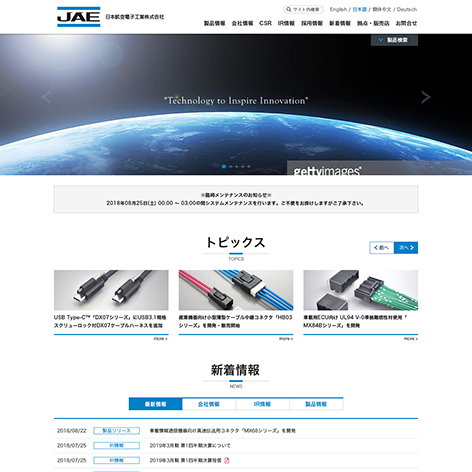 JAE 日本航空電子工業株式会社
サイト内検索 English / 日本語 / 簡体中文 / Deutsch
製品情報 会社情報 CSR IR情報 採用情報 新着情報 拠点・販売店 お問合せ
製品検索
"Technology to Inspire Innovation"
gettyimages
※臨時メンテナンスのお知らせ※
2018年08月25日(土) 00:00 ～ 03:00の間システムメンテナンスを行います。ご不便をお掛けしますがご了承下さい。
トピックス
TOPICS
前へ 次へ
USB Type-C™「DX07シリーズ」にUSB3.1規格
スクリューロック付DX07ケーブルハーネスを追加
more
産業機器向け小型薄型ケーブル中継コネクタ「HB03
シリーズ」を開発・販売開始
more
車載用ECU向け UL94 V-0準拠難燃性材使用「
MX84Bシリーズ」を開発
more
新着情報
NEWS
最新情報 会社情報 IR情報 製品情報
2018/08/22 製品リリース 車載情報通信機器向け高速伝送用コネクタ「MX68シリーズ」を開発
2018/07/25 IR情報 2019年3月期 第1四半期決算について
2018/07/25 IR情報 2019年3月期 第1四半期決算短信